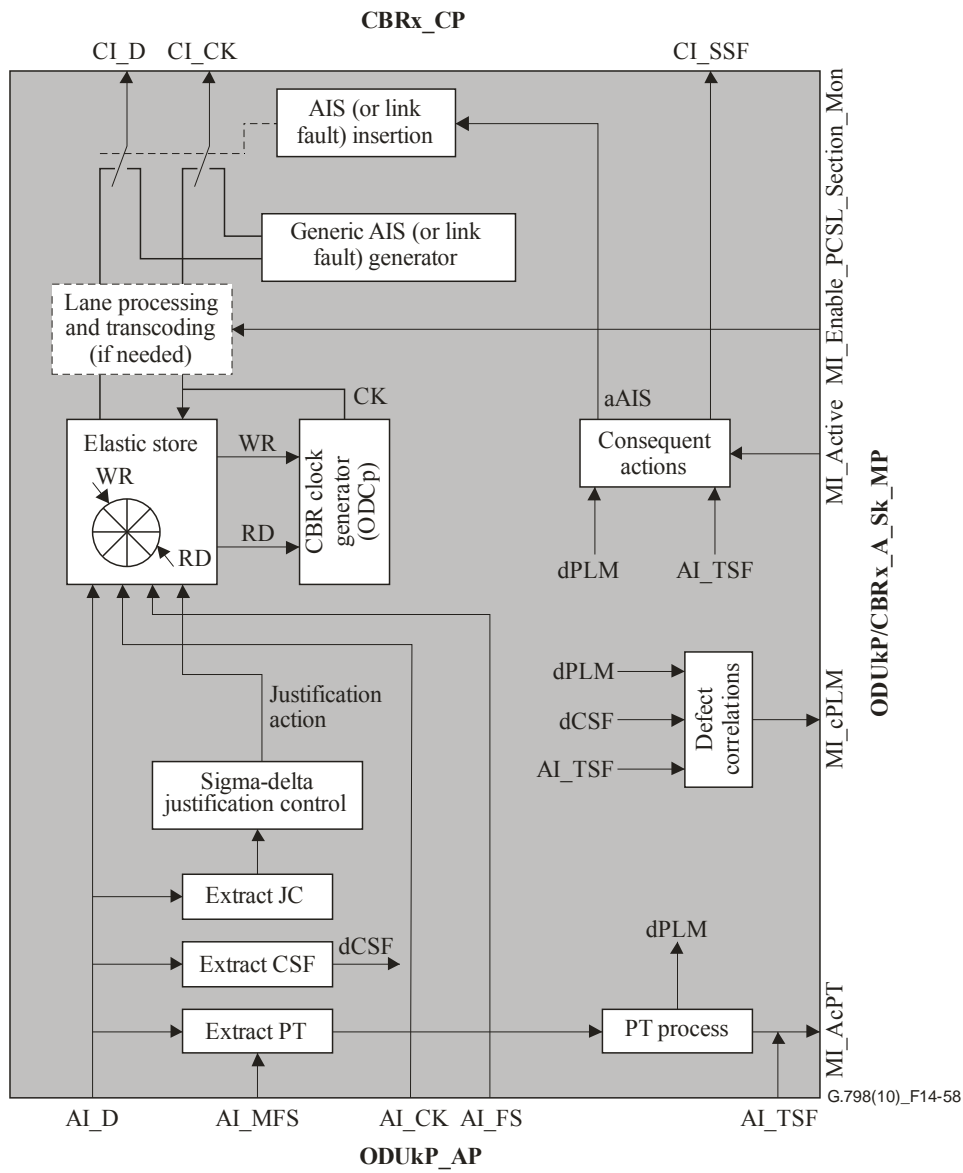 CBRx_CP
CI_D
CI_CK
CI_SSF
AIS (or link
fault) insertion
Generic AIS (or link
fault) generator
Lane processing
and transcoding
(if needed)
CK
aAIS
Elastic store
WR
RD
WR
RD
CBR clock
generator
(ODCp)
Consequent
actions
dPLM
AI_TSF
MI_Enable_PCSL_Section_Mon
MI_Active
ODUkP/CBRx_A_Sk_MP
dPLM
dCSF
AI_TSF
Defect
correlations
MI_cPLM
Justification
action
Sigma-delta
justification control
Extract JC
Extract CSF
dCSF
Extract PT
dPLM
PT process
MI_AcPT
G.798(10)_F14-58
AI_D
AI_MFS
AI_CK
AI_FS
AI_TSF
ODUkP_AP